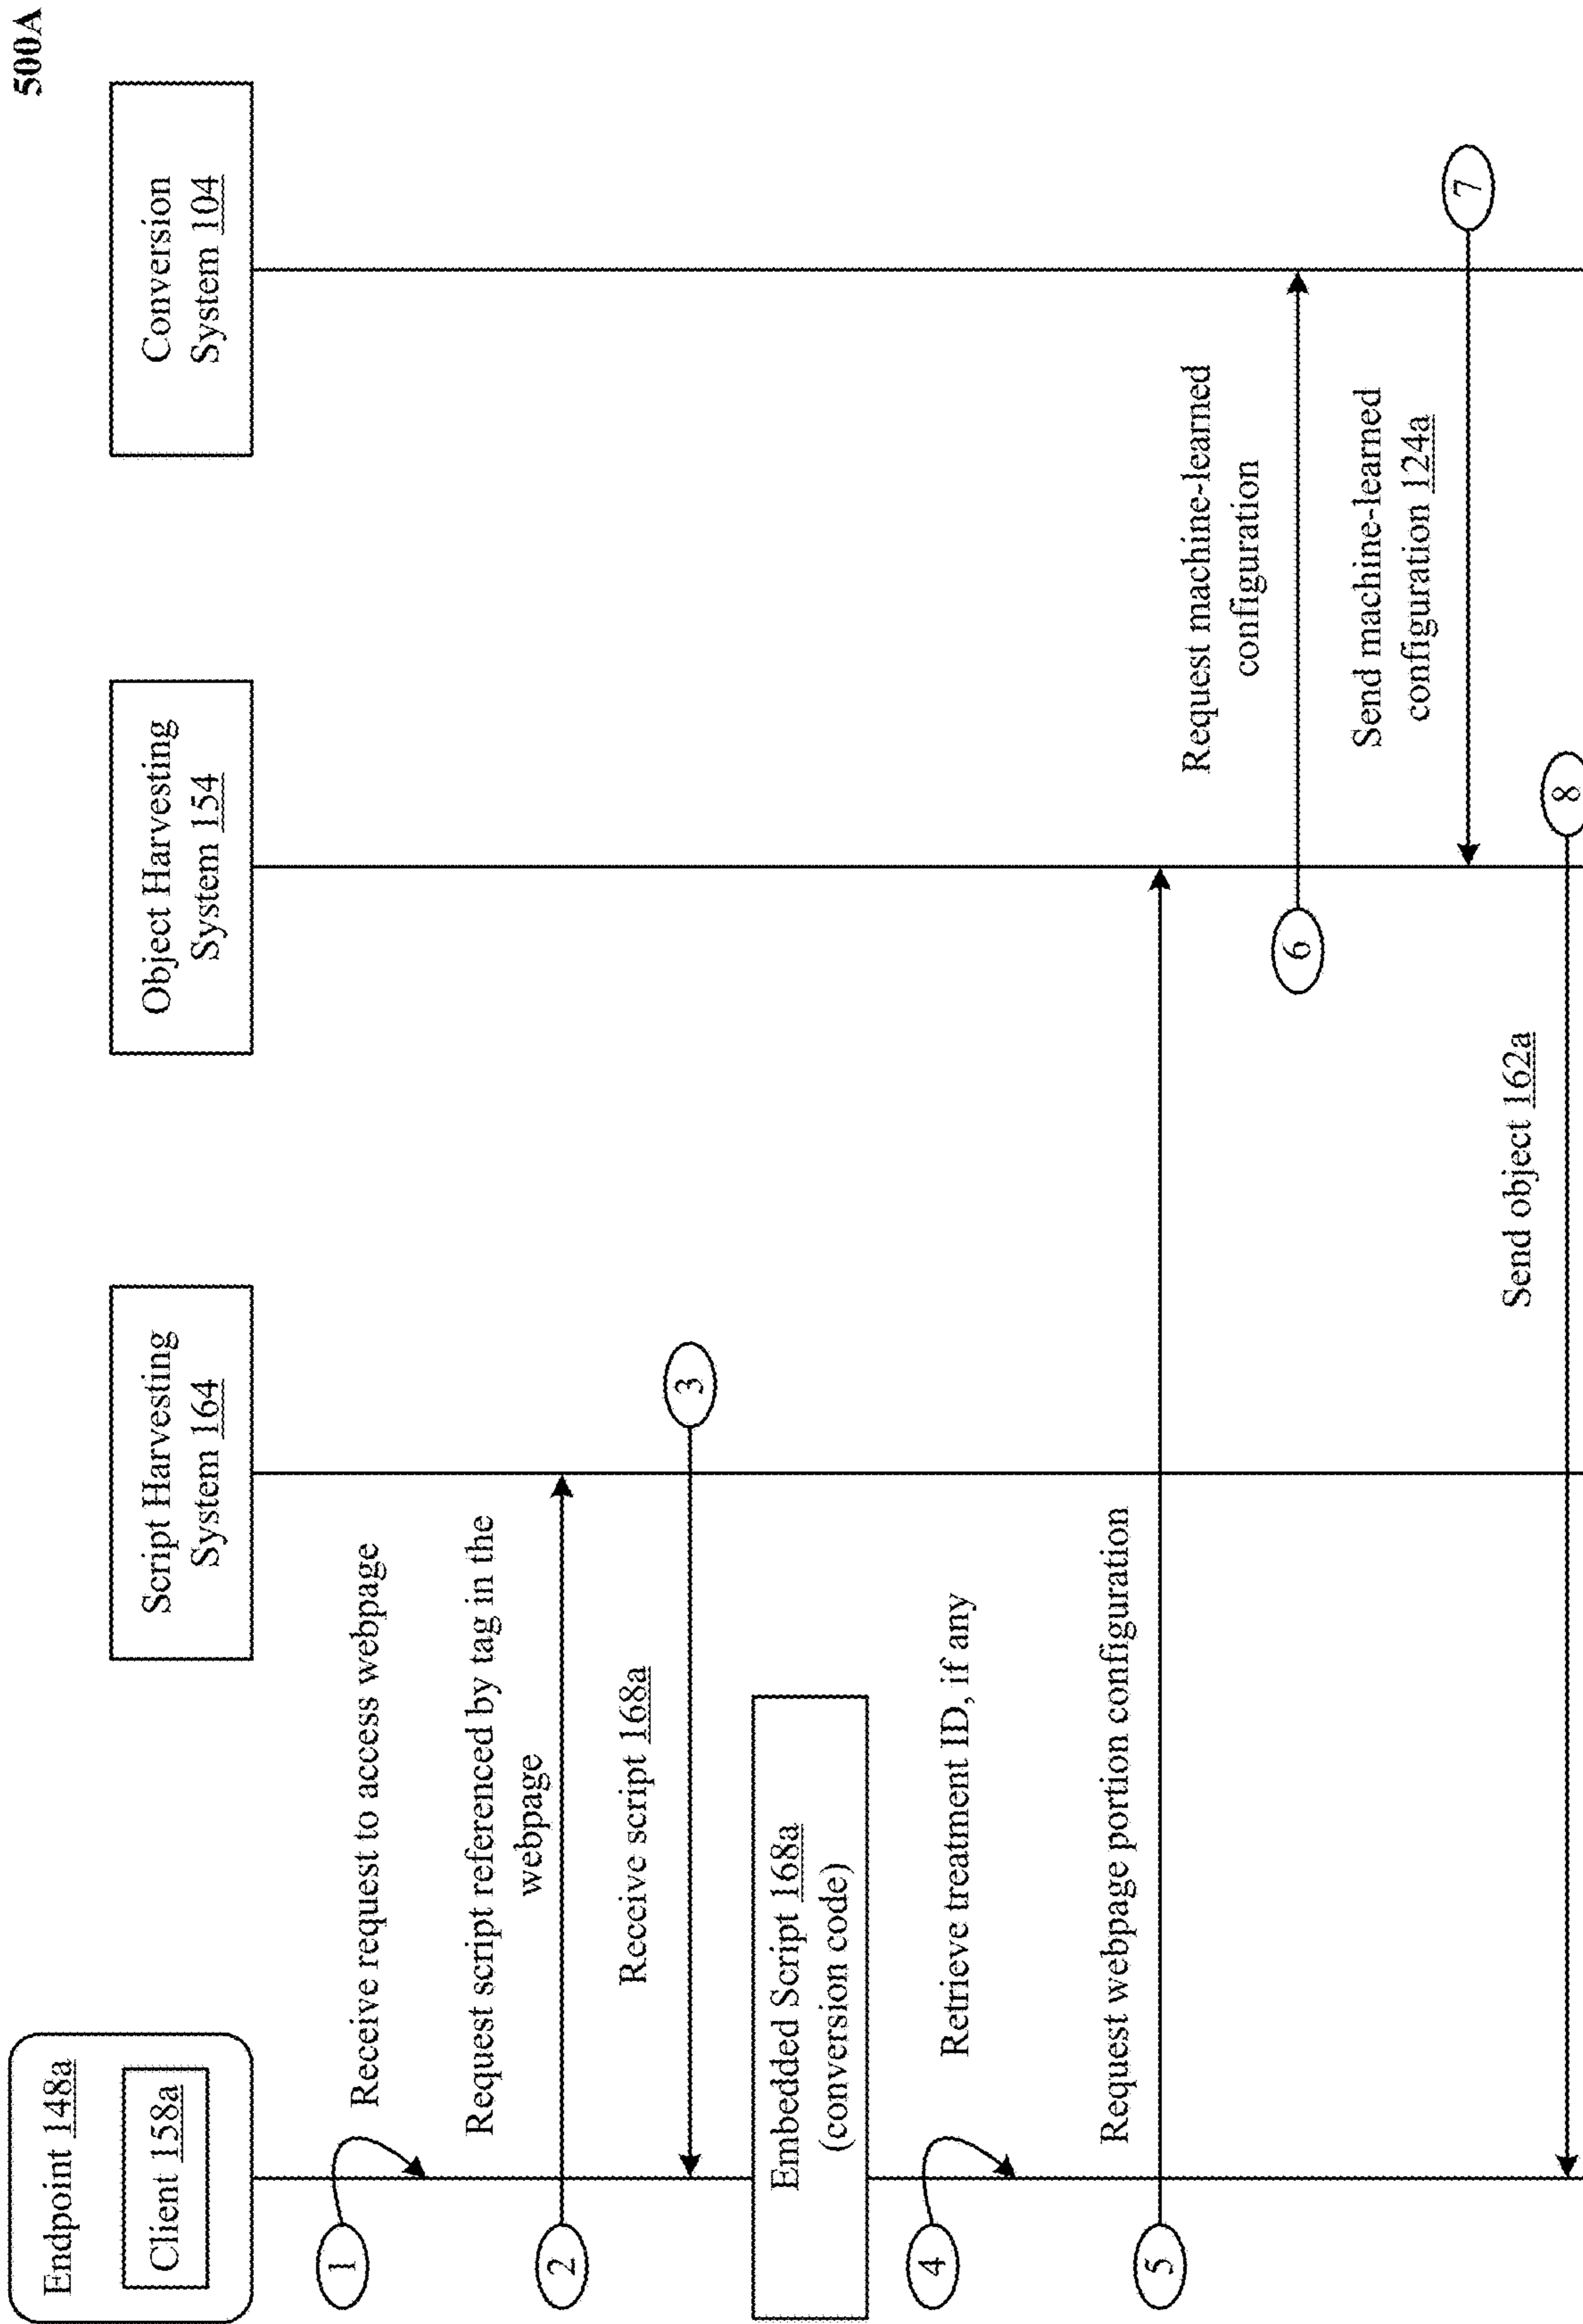 500A
Endpoint 148a
Client 158a
Script Harvesting
System 164
Object Harvesting
System 154
Conversion
System 104
1
Receive request to access webpage
Request script referenced by tag in the
webpage
2
Receive script 168a
3
Embedded Script 168a
(conversion code)
4
Retrieve treatment ID, if any
Request webpage portion configuration
5
Request machine-learned
configuration
6
Send machine-learned
configuration 124a
7
Send object 162a
8